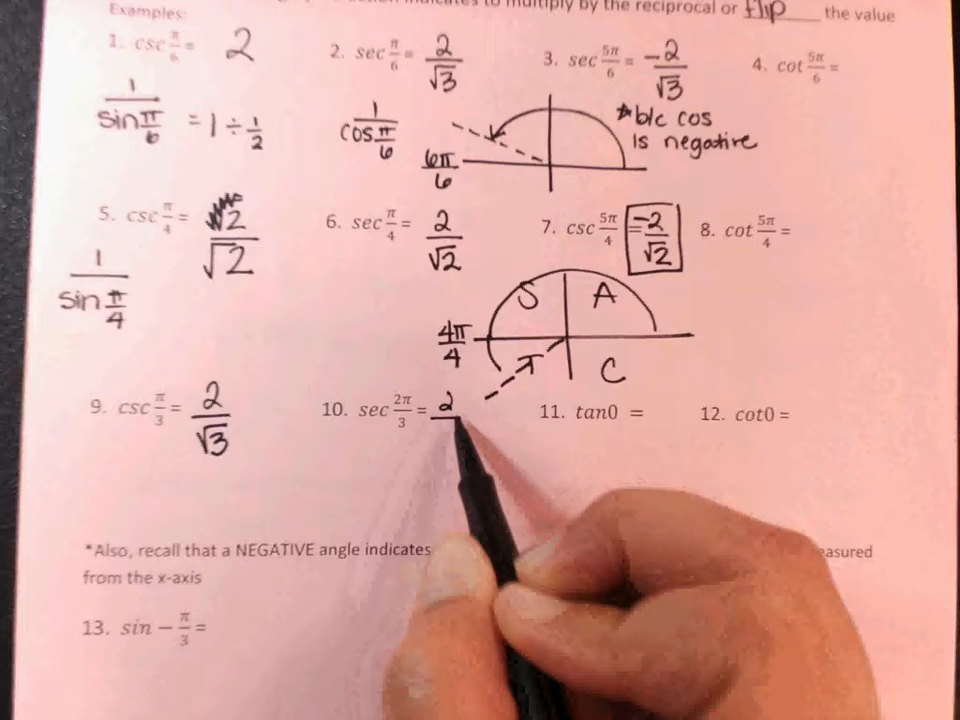 to multiply by the reciprocal or flip the value
Examples:
1. csc π/6 = 2
2. sec π/6 = 2/√3
3. sec 5π/6 = -2/√3
4. cot 5π/6 =
1/sin π/6 = 1 ÷ 1/2
1/cos π/6
6π/6
*b/c cos
is negative
5. csc π/4 = 2/√2
6. sec π/4 = 2/√2
7. csc 5π/4 = -2/√2
8. cot 5π/4 =
1/sin π/4
S A
4π/4
T C
9. csc π/3 = 2/√3
10. sec 2π/3 = 2
11. tan0 =
12. cot0 =
*Also, recall that a NEGATIVE angle indicates
from the x-axis
13. sin − π/3 =